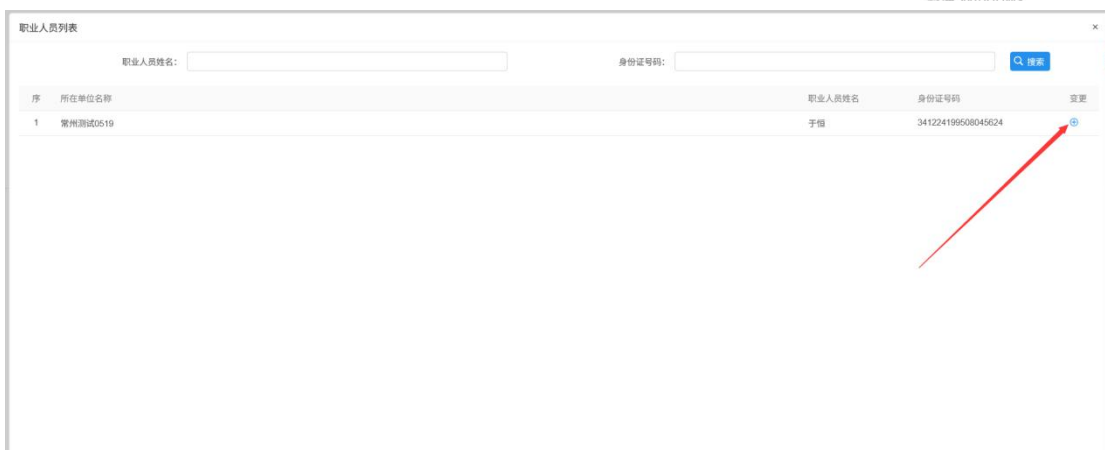 职业人员列表 ×
职业人员姓名： 身份证号码： 搜索
序 所在单位名称 职业人员姓名 身份证号码 变更
1 常州测试0519 于恒 341224199508045624